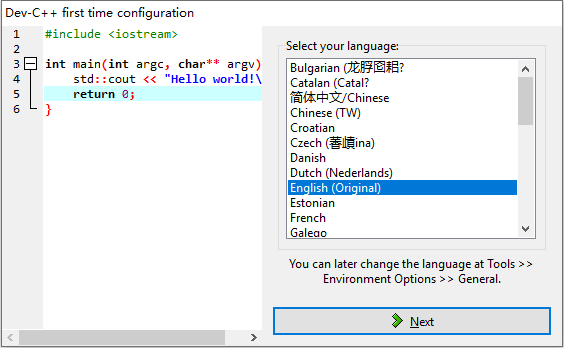 Dev-C++ first time configuration
1 #include <iostream>
2
3 int main(int argc, char** argv)
4 std::cout << "Hello world!\
5 return 0;
6 }
Select your language:
Bulgarian (龙脬囵耜?
Catalan (Catal?
简体中文/Chinese
Chinese (TW)
Croatian
Czech (萫嶒ina)
Danish
Dutch (Nederlands)
English (Original)
Estonian
French
Galego
You can later change the language at Tools >>
Environment Options >> General.
Next